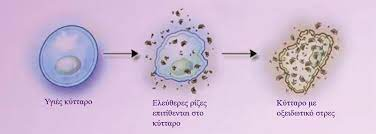 Υγιές κύτταρο
Ελεύθερες ρίζες
επιτίθενται στο
κύτταρο
Κύτταρο με
οξειδωτικό στρες